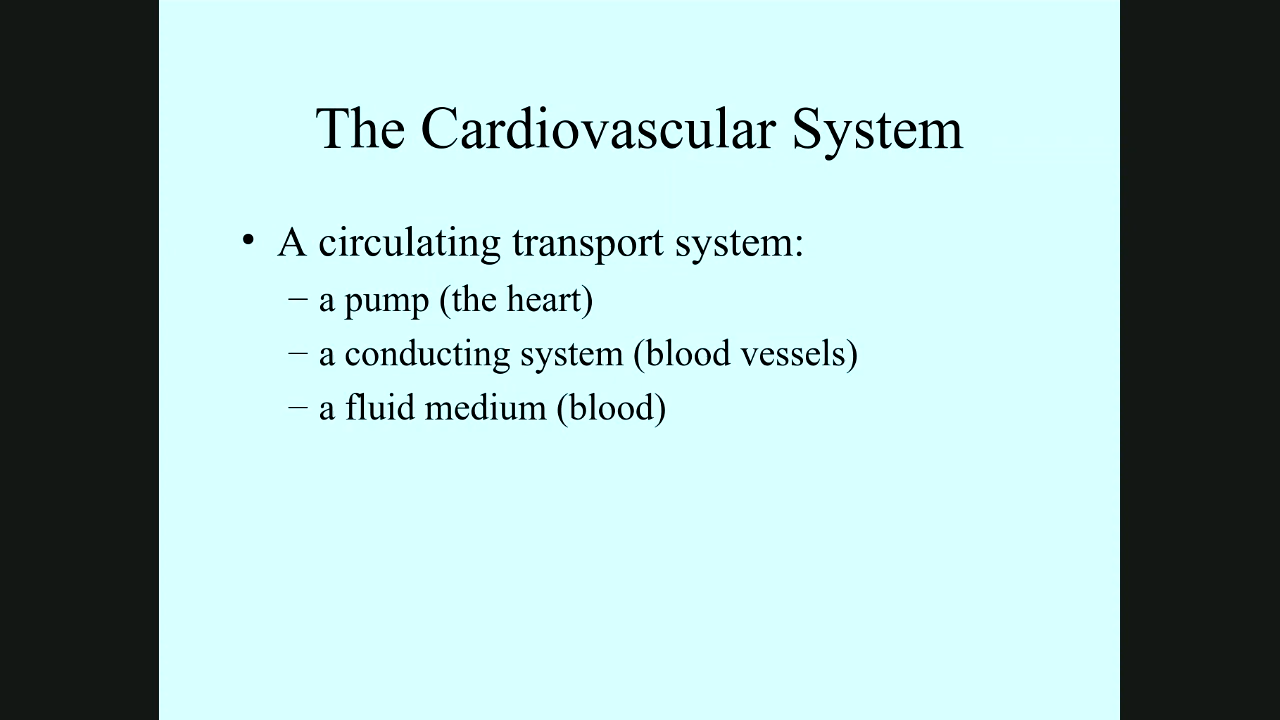 The Cardiovascular System
• A circulating transport system:
– a pump (the heart)
– a conducting system (blood vessels)
– a fluid medium (blood)